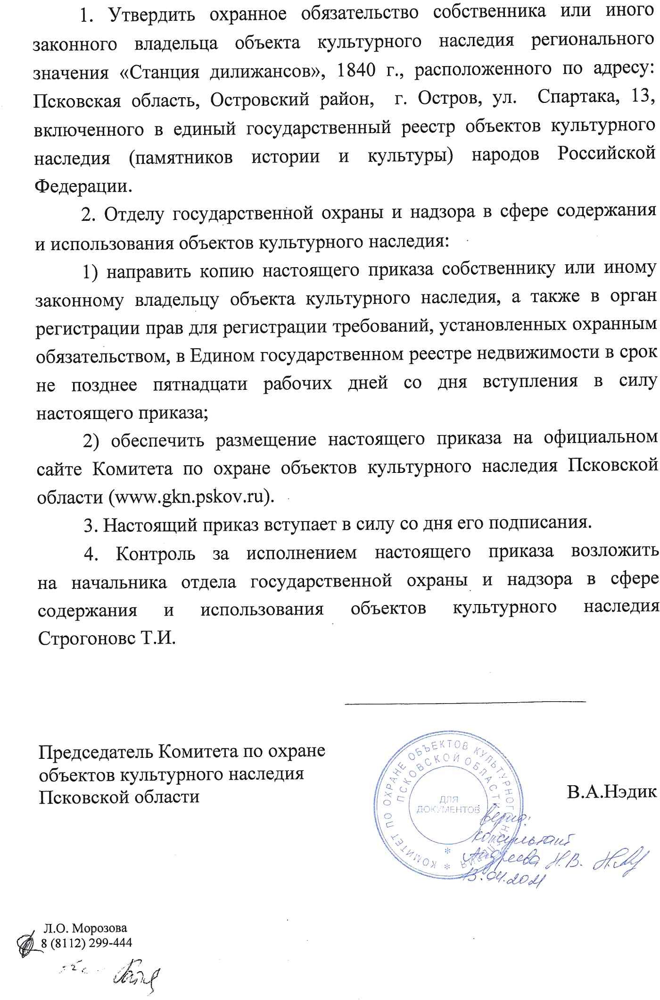 1. Утвердить охранное обязательство собственника или иного
законного владельца объекта культурного наследия регионального
значения «Станция дилижансов», 1840 г., расположенного по адресу:
Псковская область, Островский район, г. Остров, ул. Спартака, 13,
включенного в единый государственный реестр объектов культурного
наследия (памятников истории и культуры) народов Российской
Федерации.
2. Отделу государственной охраны и надзора в сфере содержания
и использования объектов культурного наследия:
1) направить копию настоящего приказа собственнику или иному
законному владельцу объекта культурного наследия, а также в орган
регистрации прав для регистрации требований, установленных охранным
обязательством, в Едином государственном реестре недвижимости в срок
не позднее пятнадцати рабочих дней со дня вступления в силу
настоящего приказа;
2) обеспечить размещение настоящего приказа на официальном
сайте Комитета по охране объектов культурного наследия Псковской
области (www.gkn.pskov.ru).
3. Настоящий приказ вступает в силу со дня его подписания.
4. Контроль за исполнением настоящего приказа возложить
на начальника отдела государственной охраны и надзора в сфере
содержания и использования объектов культурного наследия
Строгоновс Т.И.
Председатель Комитета по охране
объектов культурного наследия
Псковской области
В.А.Нэдик
КОМИТЕТ ПО ОХРАНЕ ОБЪЕКТОВ КУЛЬТУРНОГО НАСЛЕДИЯ
ПСКОВСКОЙ ОБЛАСТИ
ДЛЯ
ДОКУМЕНТОВ
Верно:
консультант
Андреева Н.В.
13.04.2021
Л.О. Морозова
8 (8112) 299-444